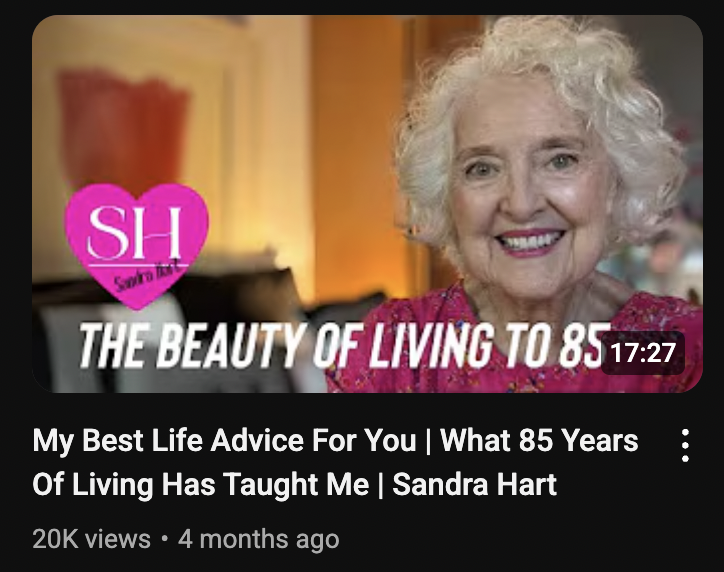 SH
Sandra Hart
THE BEAUTY OF LIVING TO 85
17:27
My Best Life Advice For You | What 85 Years
Of Living Has Taught Me | Sandra Hart
20K views • 4 months ago